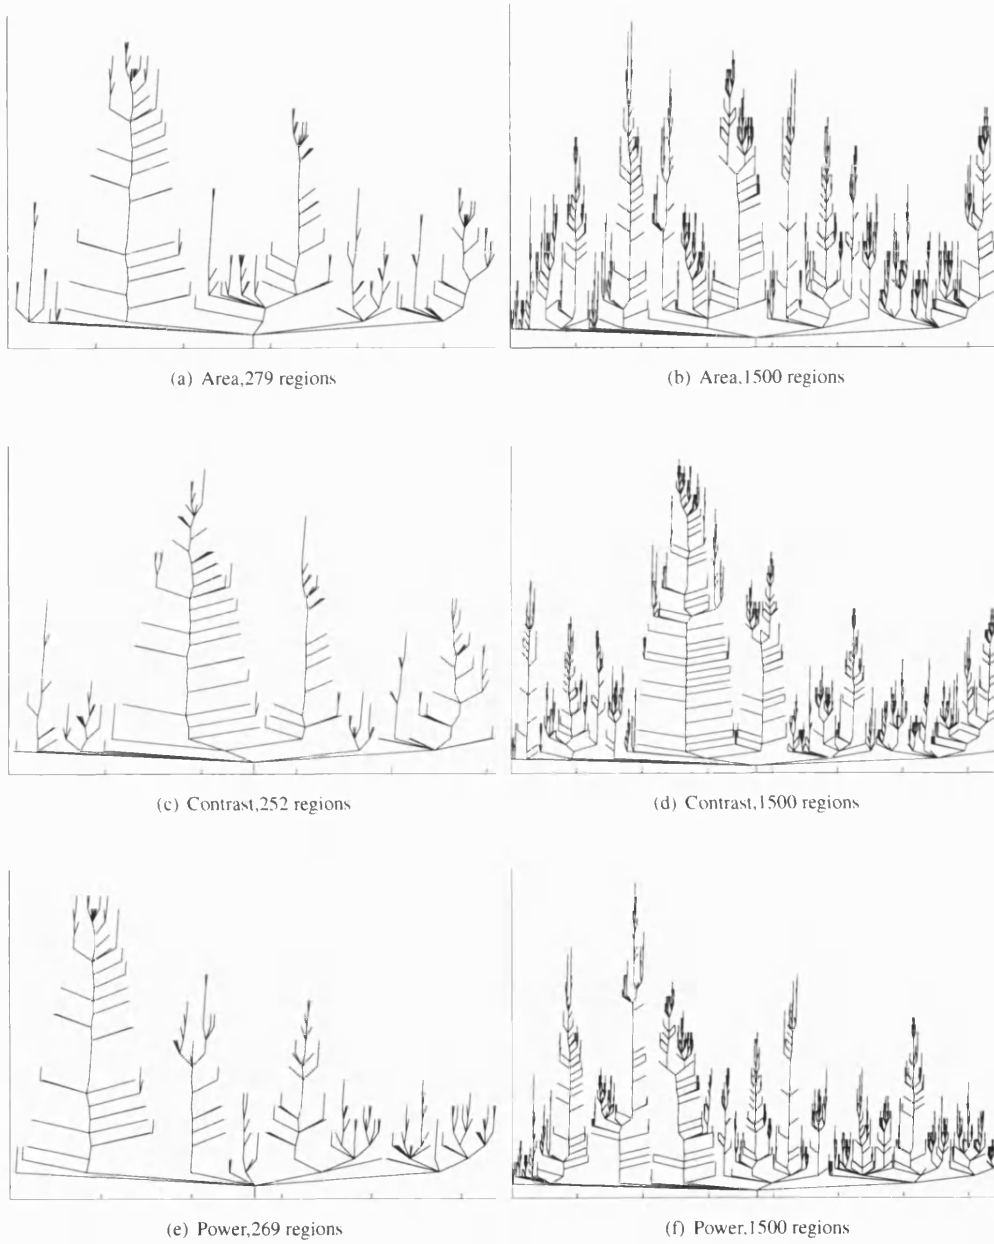 (a) Area,279 regions
(b) Area,1500 regions
(c) Contrast,252 regions
(d) Contrast,1500 regions
(e) Power,269 regions
(f) Power,1500 regions